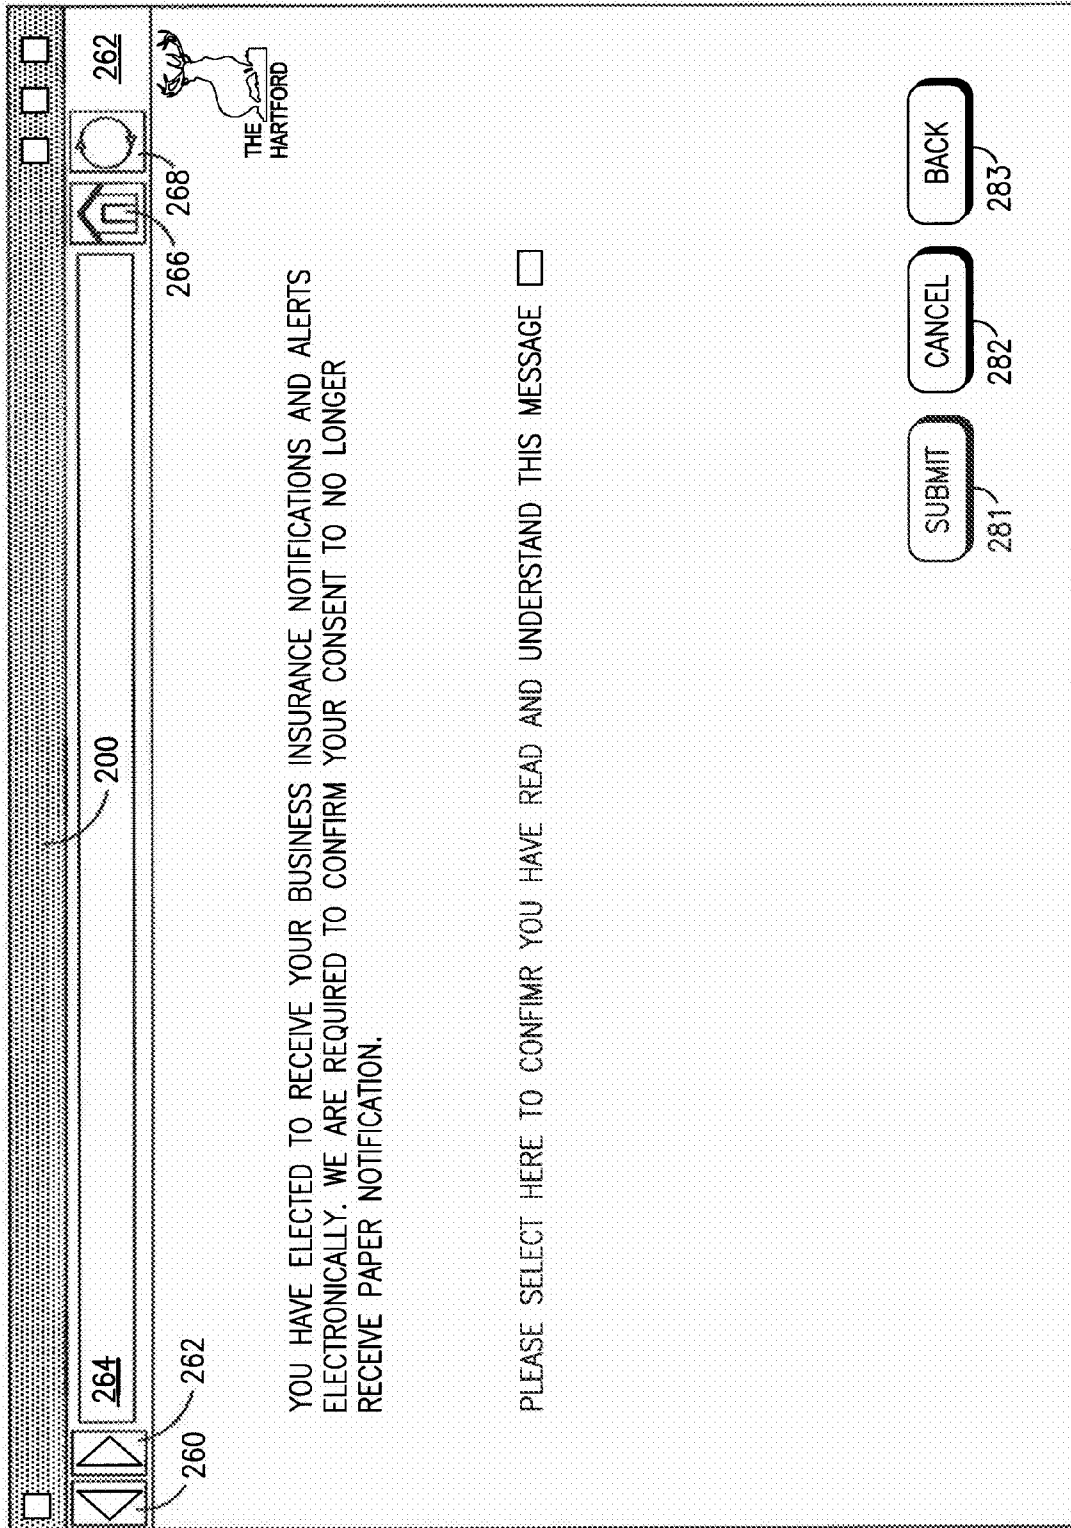 200
260
262
264
266
268
262
THE
HARTFORD
YOU HAVE ELECTED TO RECEIVE YOUR BUSINESS INSURANCE NOTIFICATIONS AND ALERTS
ELECTRONICALLY. WE ARE REQUIRED TO CONFIRM YOUR CONSENT TO NO LONGER
RECEIVE PAPER NOTIFICATION.
PLEASE SELECT HERE TO CONFIMR YOU HAVE READ AND UNDERSTAND THIS MESSAGE
SUBMIT
CANCEL
BACK
281
282
283